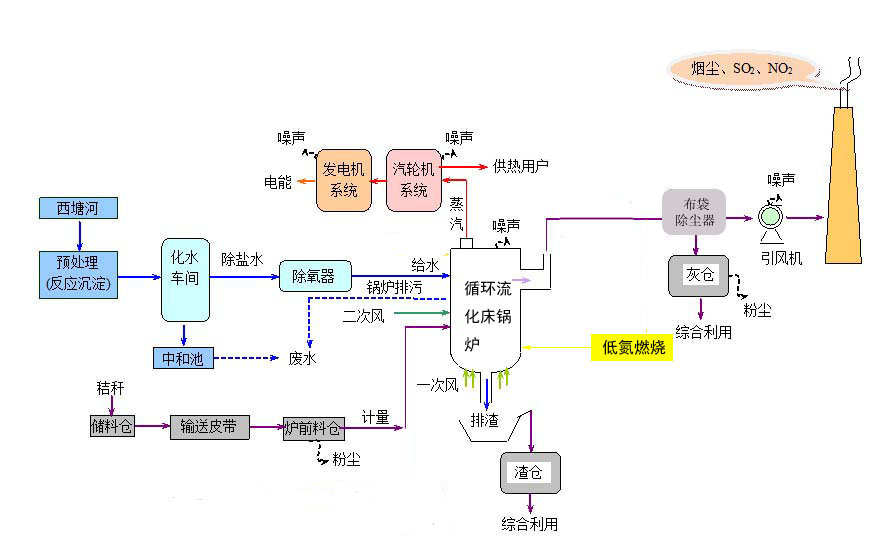 烟尘、SO2、NO2
噪声
噪声
发电机
系统
汽轮机
系统
供热用户
电能
蒸
汽
噪声
布袋
除尘器
噪声
引风机
西塘河
预处理
(反应沉淀)
化水
车间
除盐水
除氧器
给水
锅炉排污
循环流
化床锅
炉
灰仓
粉尘
综合利用
二次风
低氮燃烧
中和池
废水
一次风
秸秆
储料仓
输送皮带
炉前料仓
计量
粉尘
排渣
渣仓
综合利用